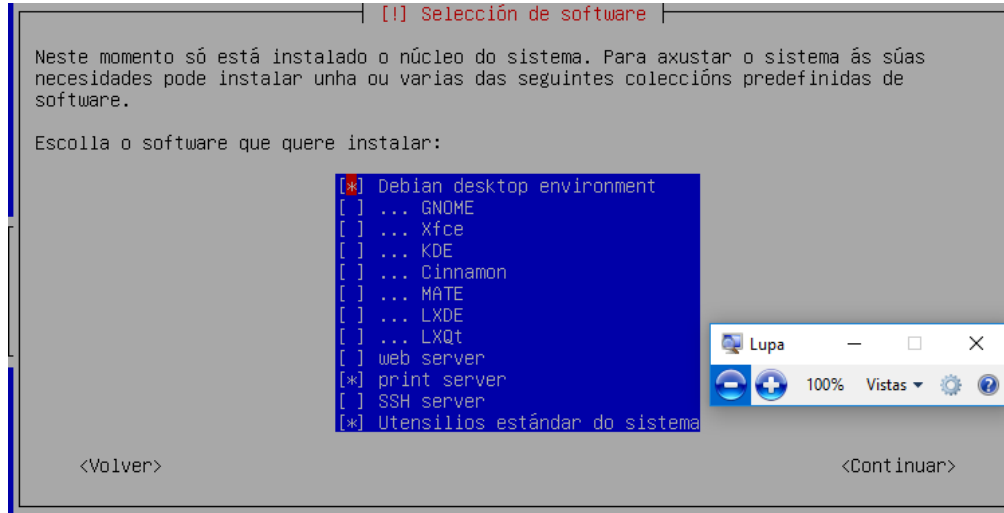 [!] Selección de software
Neste momento só está instalado o núcleo do sistema. Para axustar o sistema ás súas
necesidades pode instalar unha ou varias das seguintes coleccións predefinidas de
software.
Escolla o software que quere instalar:
[*] Debian desktop environment
[ ] ... GNOME
[ ] ... Xfce
[ ] ... KDE
[ ] ... Cinnamon
[ ] ... MATE
[ ] ... LXDE
[ ] ... LXQt
[ ] web server
[*] print server
[ ] SSH server
[*] Utensilios estándar do sistema
Lupa
100% Vistas
<Volver> <Continuar>